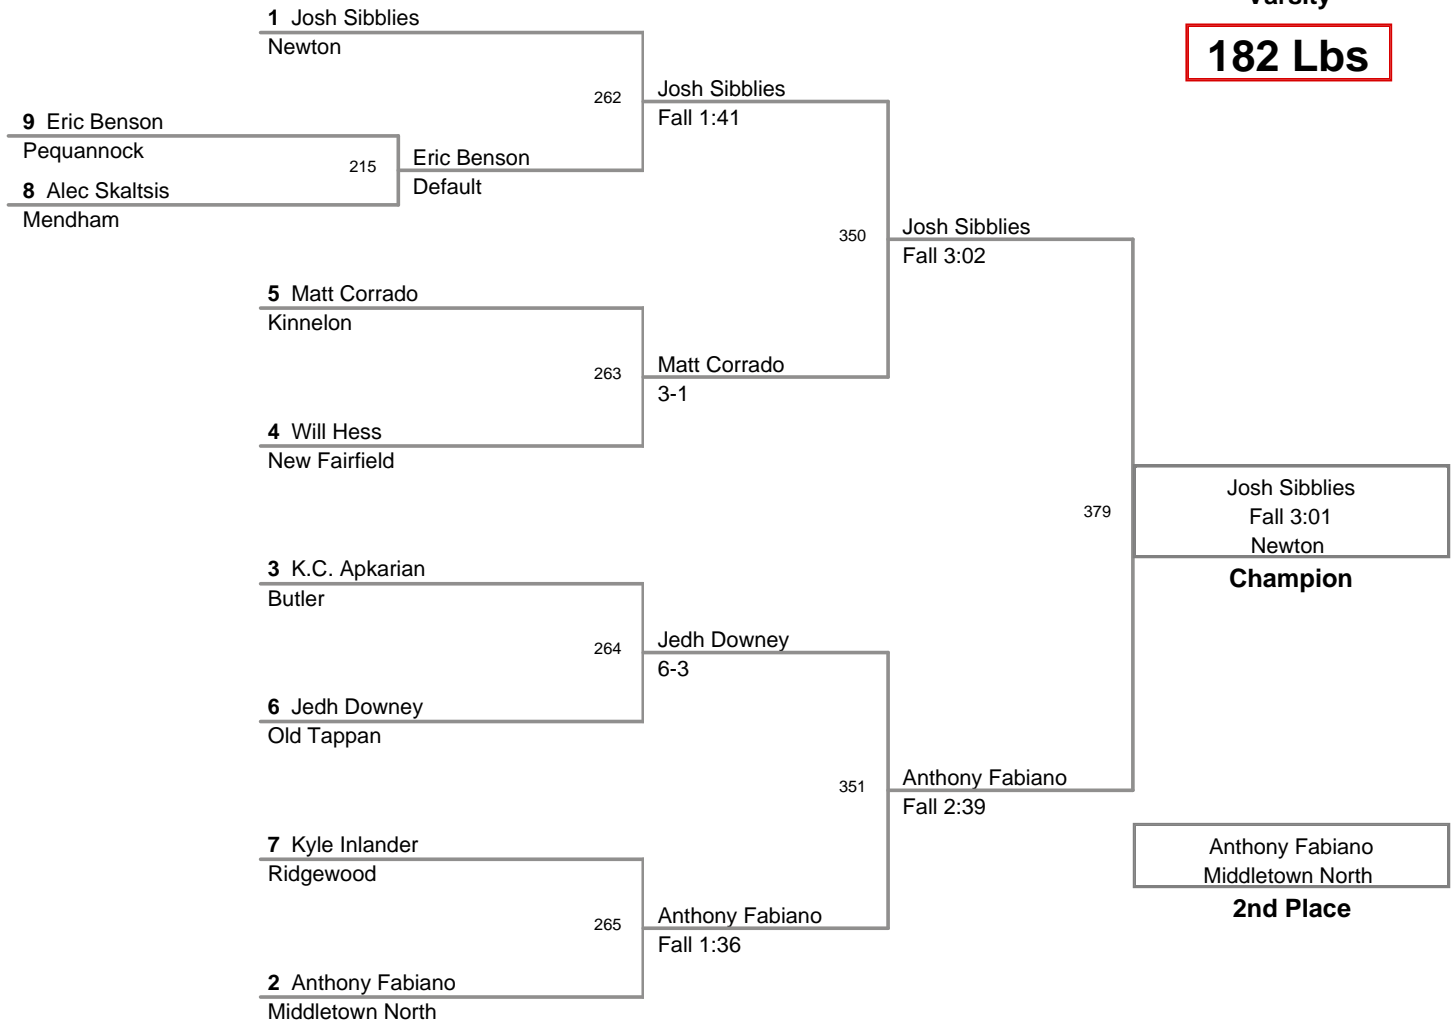 Varsity
182 Lbs
1 Josh Sibblies
Newton
9 Eric Benson
Pequannock
8 Alec Skaltsis
Mendham
215
Eric Benson
Default
262
Josh Sibblies
Fall 1:41
5 Matt Corrado
Kinnelon
4 Will Hess
New Fairfield
263
Matt Corrado
3-1
350
Josh Sibblies
Fall 3:02
3 K.C. Apkarian
Butler
6 Jedh Downey
Old Tappan
264
Jedh Downey
6-3
7 Kyle Inlander
Ridgewood
2 Anthony Fabiano
Middletown North
265
Anthony Fabiano
Fall 1:36
351
Anthony Fabiano
Fall 2:39
379
Josh Sibblies
Fall 3:01
Newton
Champion
Anthony Fabiano
Middletown North
2nd Place